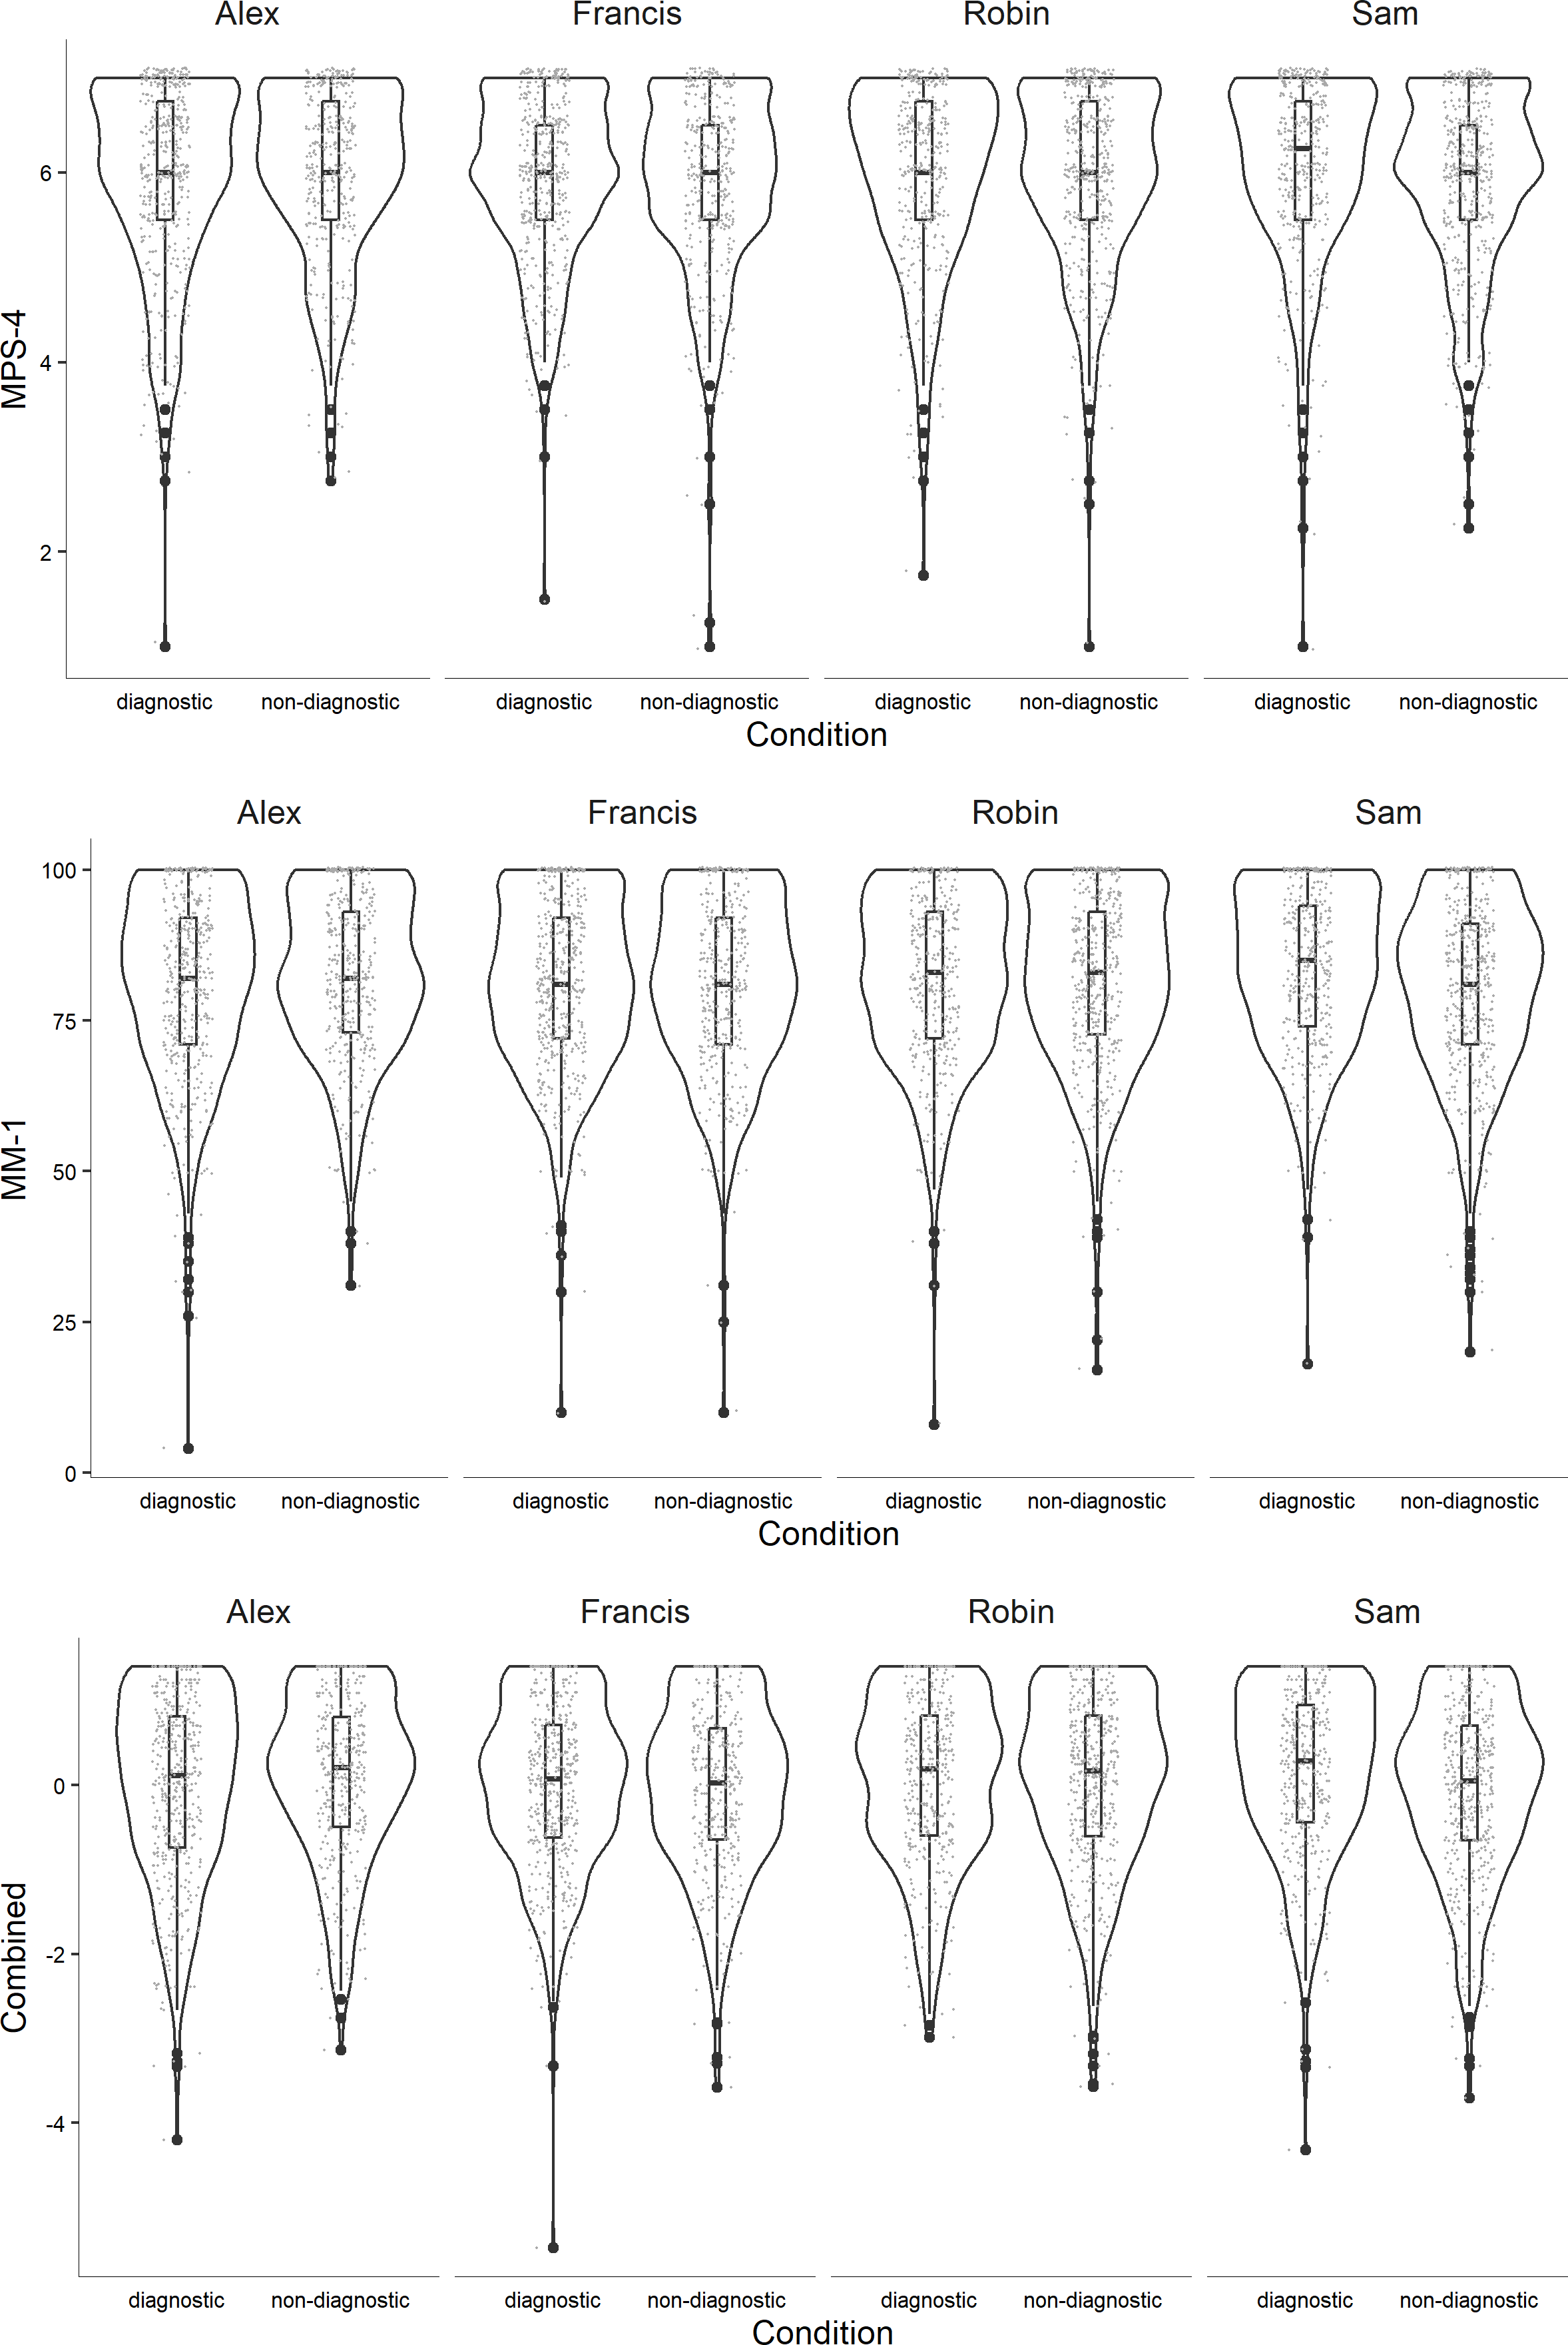 Alex Francis Robin Sam
MPS-4
6
4
2
diagnostic non-diagnostic diagnostic non-diagnostic diagnostic non-diagnostic diagnostic non-diagnostic
Condition
Alex Francis Robin Sam
MM-1
100
75
50
25
0
diagnostic non-diagnostic diagnostic non-diagnostic diagnostic non-diagnostic diagnostic non-diagnostic
Condition
Alex Francis Robin Sam
Combined
0
-2
-4
diagnostic non-diagnostic diagnostic non-diagnostic diagnostic non-diagnostic diagnostic non-diagnostic
Condition